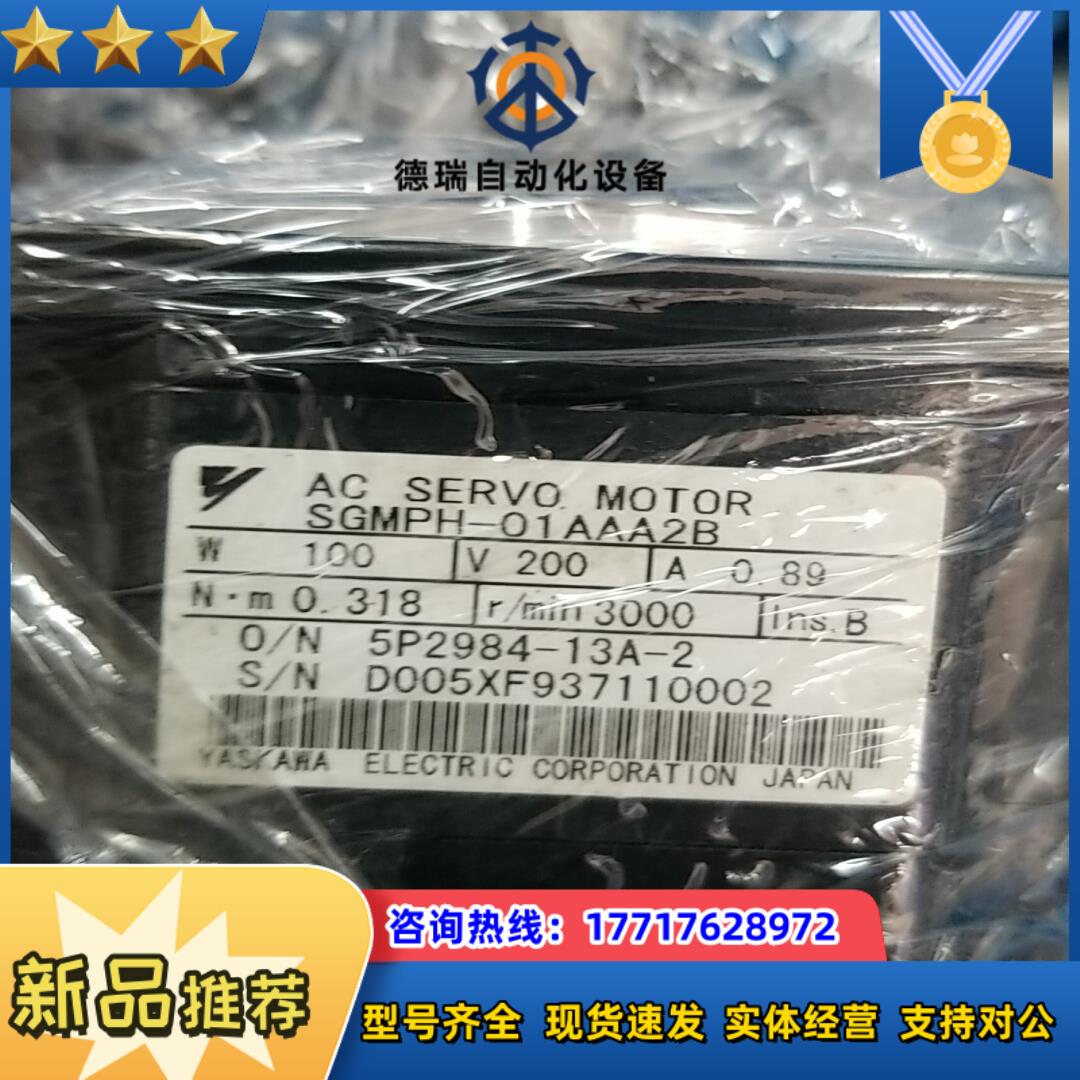 德瑞自动化设备
AC SERVO MOTOR
SGMPH-01AAA2B
W 100 V 200 A 0.89
N·m 0.318 r/min 3000 Ins. B
O/N 5P2984-13A-2
S/N D005XF937110002
YASKAWA ELECTRIC CORPORATION JAPAN
咨询热线：17717628972
新品推荐
型号齐全 现货速发 实体经营 支持对公